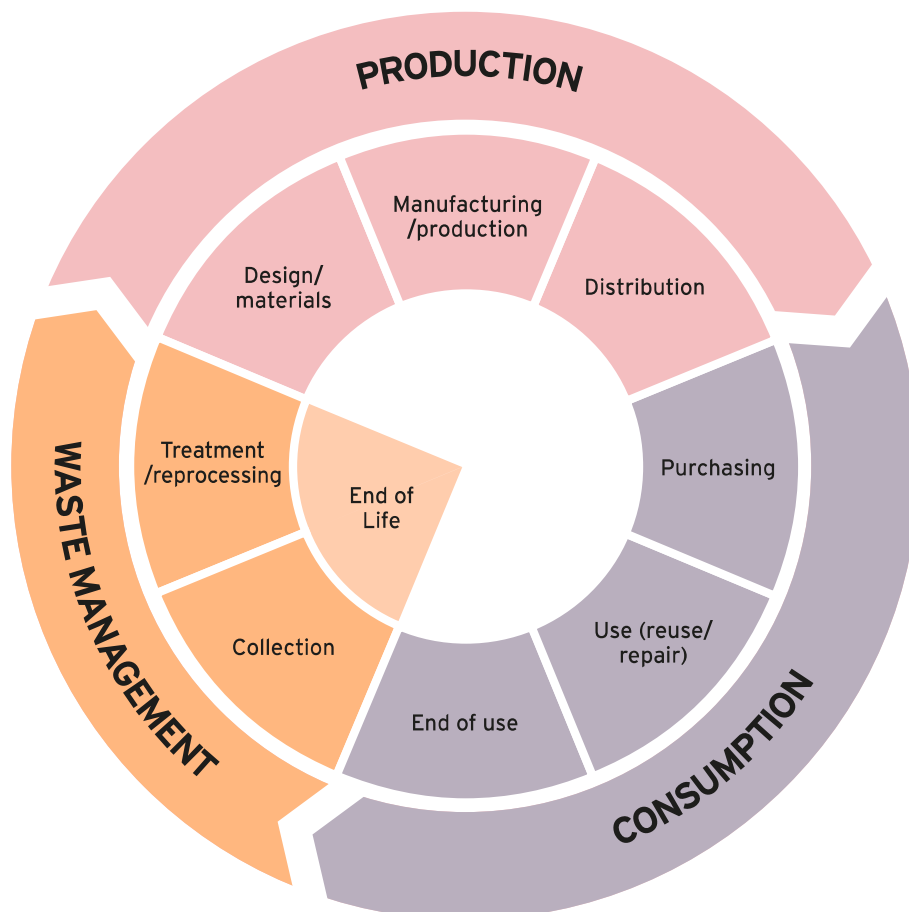 PRODUCTION
Manufacturing
/production
Design/
materials
Distribution
Treatment
/reprocessing
Purchasing
End of
Life
Use (reuse/
repair)
Collection
End of use
WASTE MANAGEMENT
CONSUMPTION